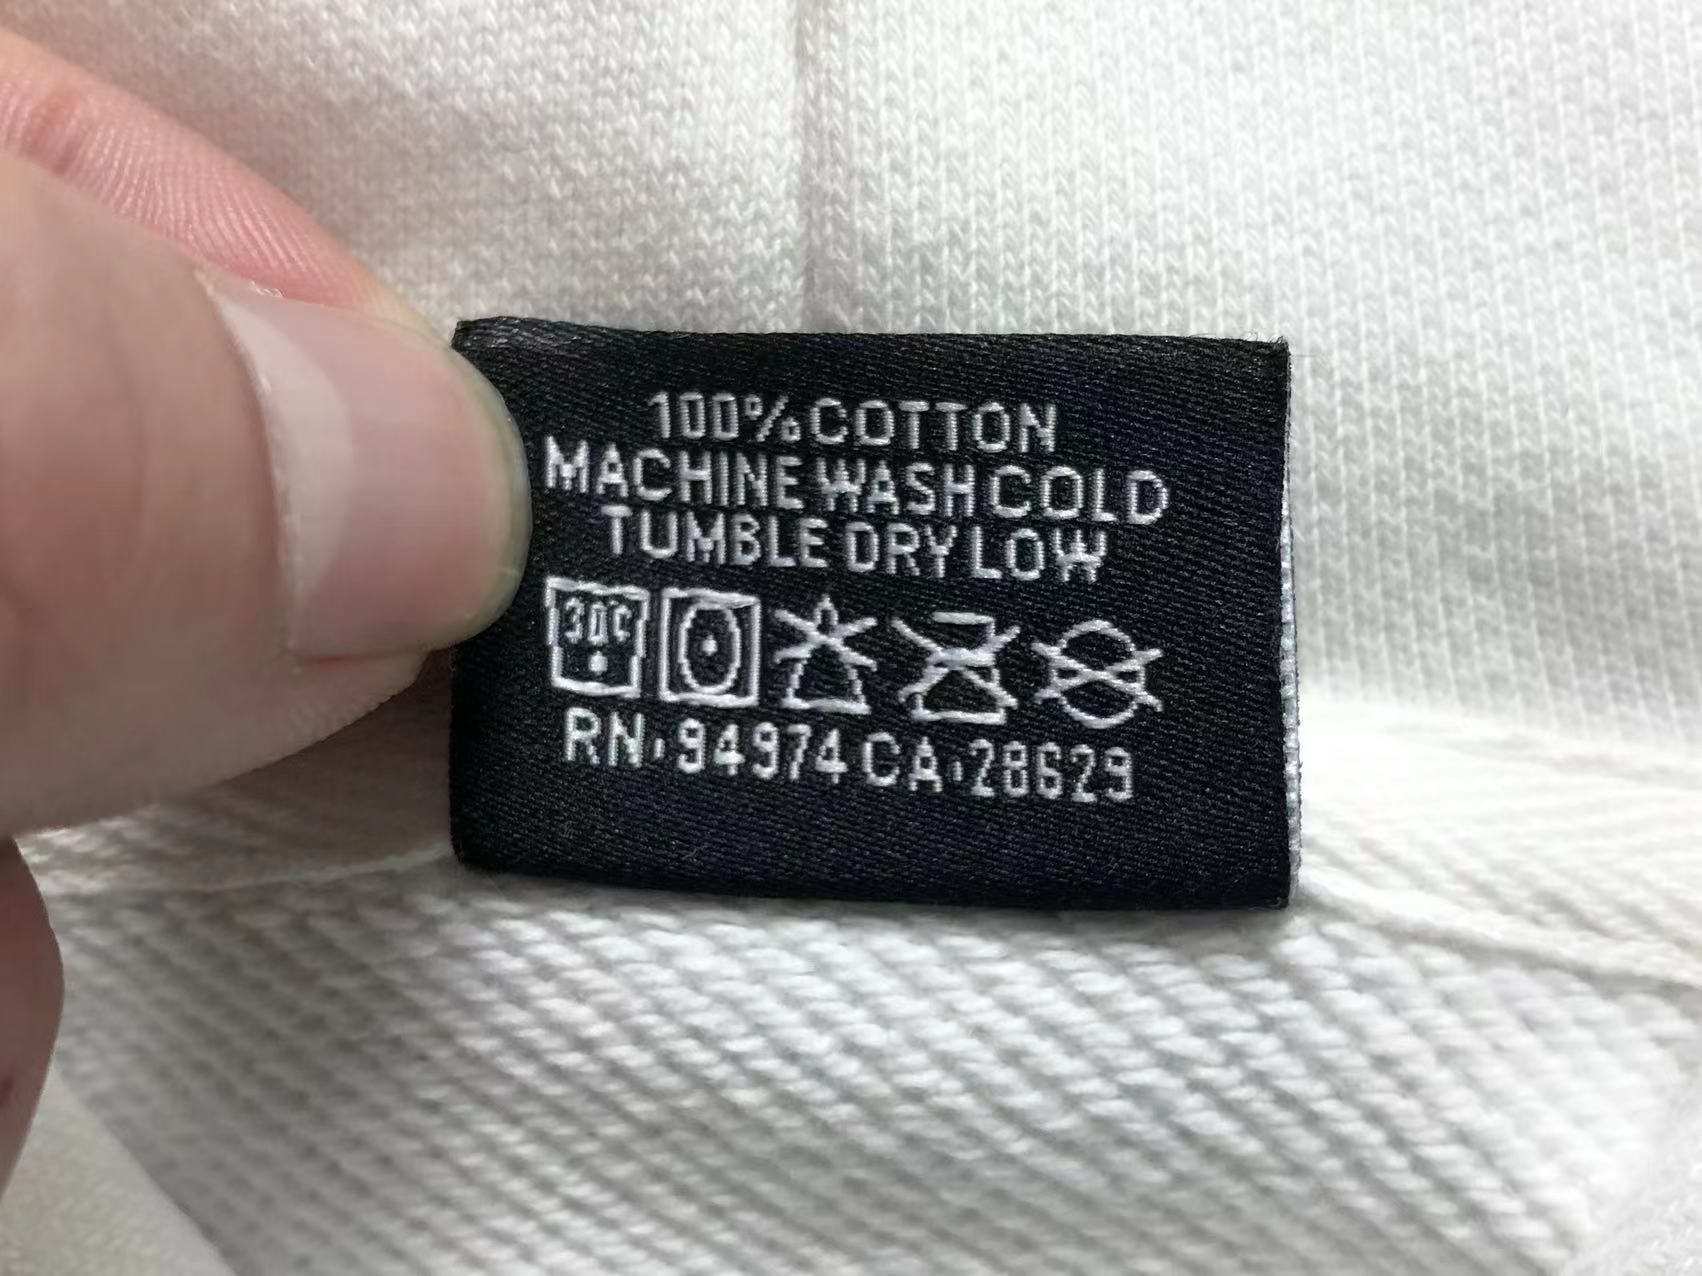 100% COTTON
MACHINE WASH COLD
TUMBLE DRY LOW
30°C
RN·94974 CA·28629